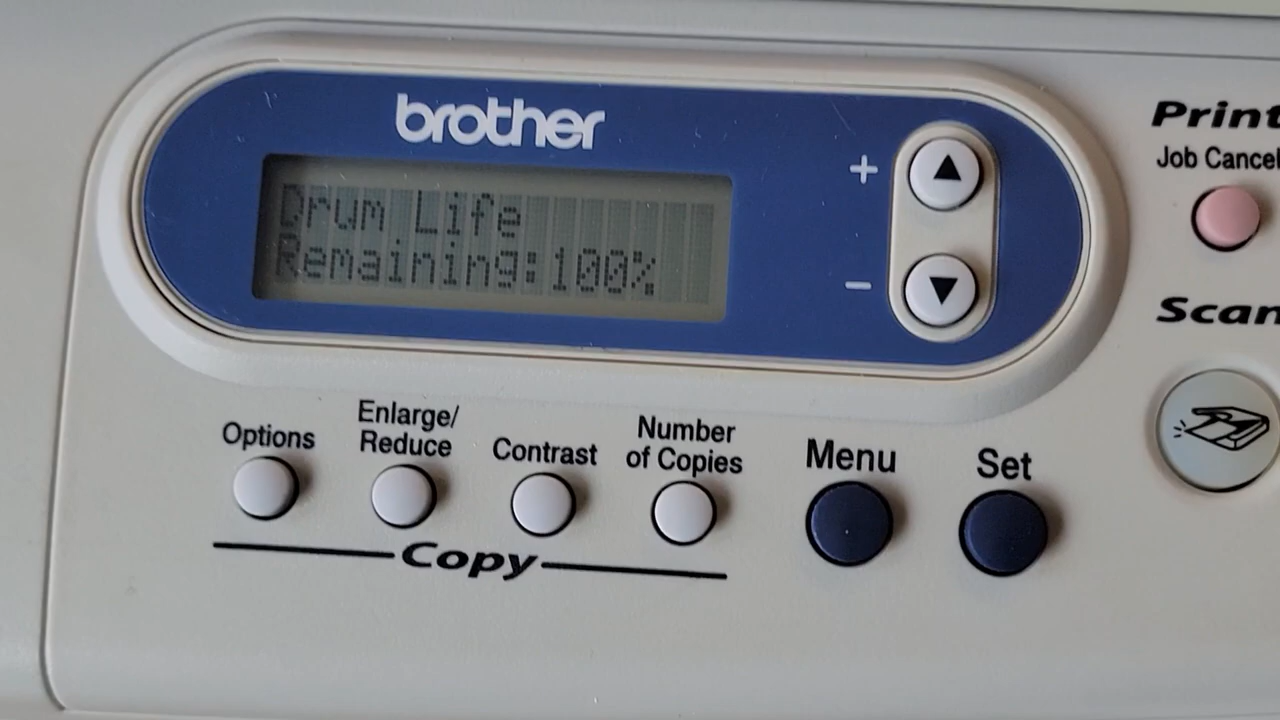 brother
Drum Life
Remaining:100%
+
-
Print
Job Cancel
Scan
Options
Enlarge/
Reduce
Contrast
Number
of Copies
Menu
Set
Copy